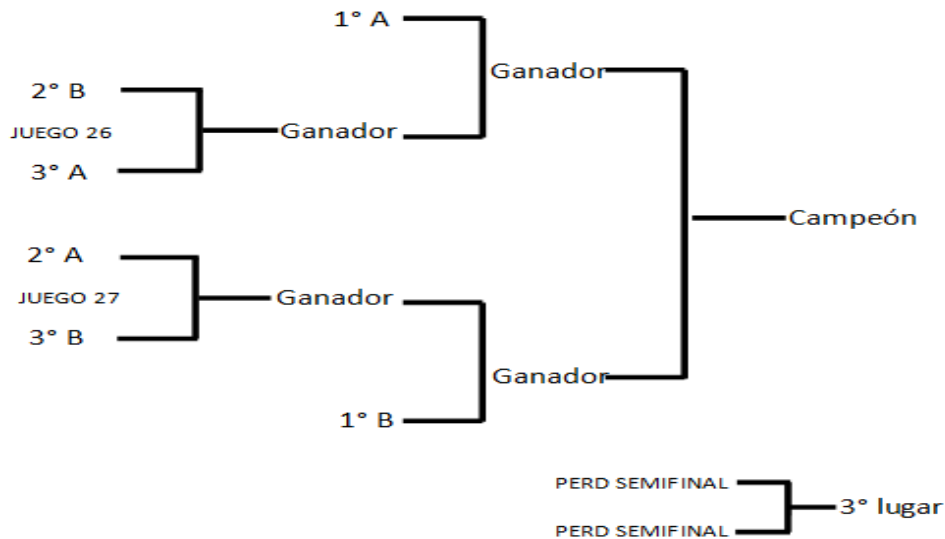 1° A
Ganador
2° B
JUEGO 26
Ganador
3° A
Campeón
2° A
JUEGO 27
Ganador
3° B
Ganador
1° B
PERD SEMIFINAL
3° lugar
PERD SEMIFINAL